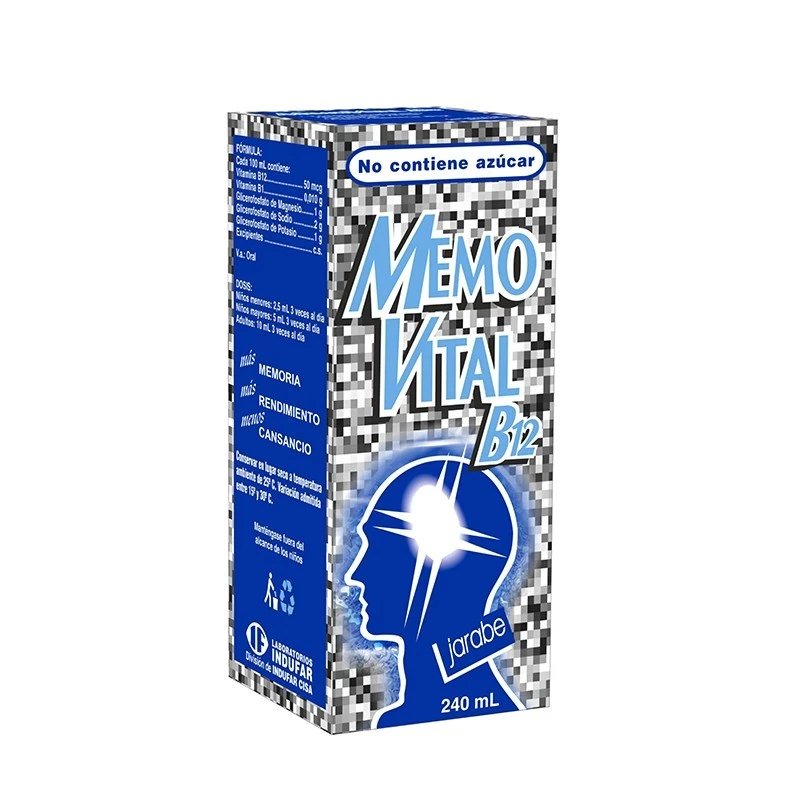 FÓRMULA:
Cada 100 mL contiene:
Vitamina B12 50 mcg
Vitamina B1 0,010 g
Glicerofosfato de Magnesio 1 g
Glicerofosfato de Sodio 2 g
Glicerofosfato de Potasio 1 g
Excipientes c.s.
V.a.: Oral
DOSIS:
Niños menores: 2,5 mL 3 veces al día
Niños mayores: 5 mL 3 veces al día
Adultos: 10 mL 3 veces al día
más MEMORIA
más RENDIMIENTO
menos CANSANCIO
Conservar en lugar seco a temperatura
ambiente de 25º C. Variación admitida
entre 15º y 30º C.
Manténgase fuera del
alcance de los niños
LABORATORIOS
INDUFAR
División de INDUFAR CISA
No contiene azúcar
MEMO
VITAL
B12
jarabe
240 mL